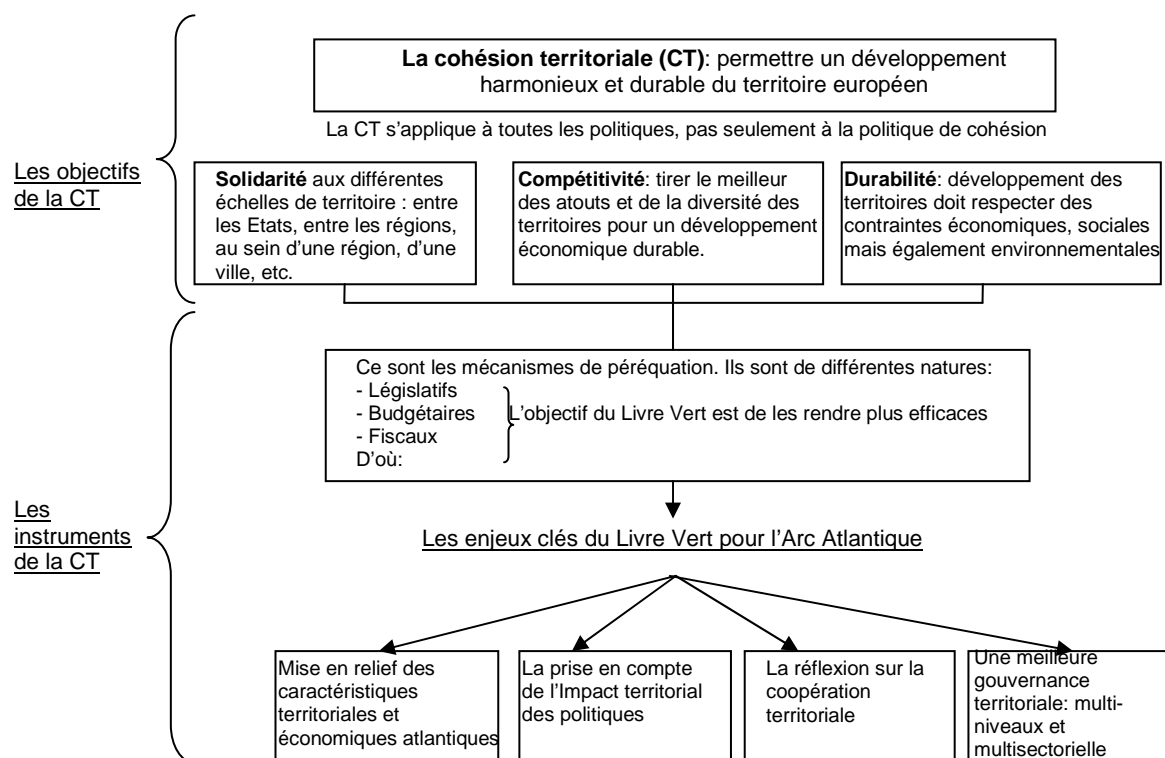 La cohésion territoriale (CT): permettre un développement
harmonieux et durable du territoire européen
La CT s’applique à toutes les politiques, pas seulement à la politique de cohésion
Les objectifs
de la CT
Solidarité aux différentes
échelles de territoire : entre
les Etats, entre les régions,
au sein d’une région, d’une
ville, etc.
Compétitivité: tirer le meilleur
des atouts et de la diversité des
territoires pour un développement
économique durable.
Durabilité: développement des
territoires doit respecter des
contraintes économiques, sociales
mais également environnementales
Ce sont les mécanismes de péréquation. Ils sont de différentes natures:
- Législatifs
- Budgétaires
- Fiscaux
D’où:
L’objectif du Livre Vert est de les rendre plus efficaces
Les
instruments
de la CT
Les enjeux clés du Livre Vert pour l’Arc Atlantique
Mise en relief des
caractéristiques
territoriales et
économiques atlantiques
La prise en compte
de l’Impact territorial
des politiques
La réflexion sur la
coopération
territoriale
Une meilleure
gouvernance
territoriale: multi-
niveaux et
multisectorielle